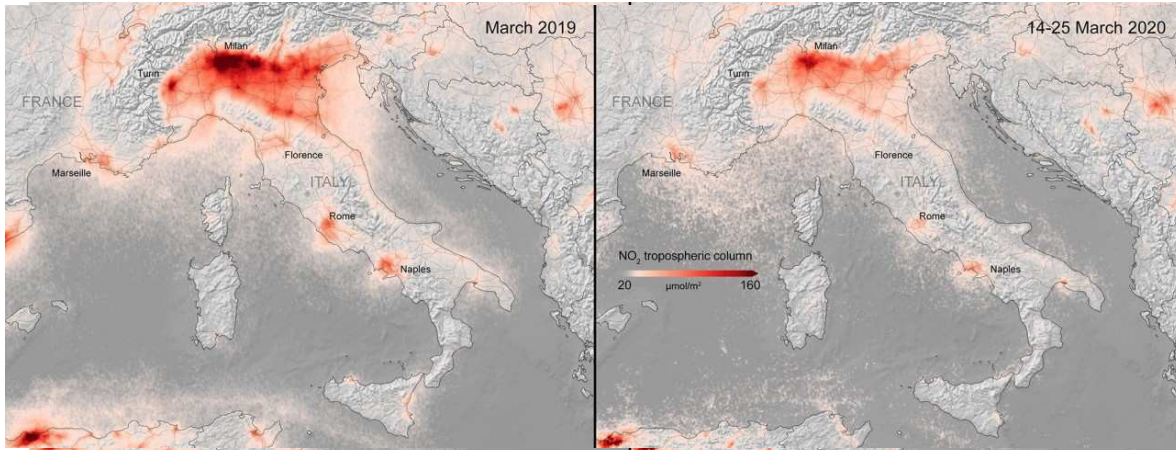 March 2019
Milan
Turin
FRANCE
Florence
Marseille
ITALY
Rome
Naples
14-25 March 2020
Milan
Turin
FRANCE
Florence
Marseille
ITALY
Rome
NO₂ tropospheric column
Naples
20 µmol/m² 160